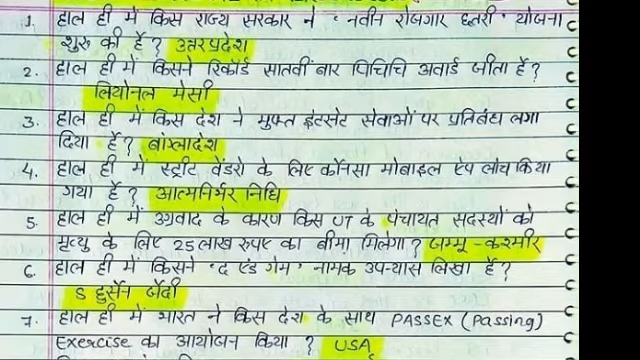 1. हाल ही में किस राज्य सरकार ने 'नवीन रोजगार छतरी' योजना
शुरु की है? उत्तरप्रदेश
2. हाल ही में किसने रिकॉर्ड सातवीं बार पिचिचि अवार्ड जीता है?
लियोनल मेसी
3. हाल ही में किस देश ने मुफ्त इंटरनेट सेवाओं पर प्रतिबंध लगा
दिया है? बांग्लादेश
4. हाल ही में स्ट्रीट वेंडरो के लिए कौनसा मोबाइल ऐप लांच किया
गया है? आत्मनिर्भर निधि
5. हाल ही में उग्रवाद के कारण किस UT के पंचायत सदस्यों को
मृत्यु के लिए 25 लाख रुपए का बीमा मिलेगा? जम्मू-कश्मीर
6. हाल ही में किसने 'द एंड गेम' नामक उपन्यास लिखा है?
S हुसैन जैदी
7. हाल ही में भारत ने किस देश के साथ PASSEX (Passing)
Exercise का आयोजन किया? USA